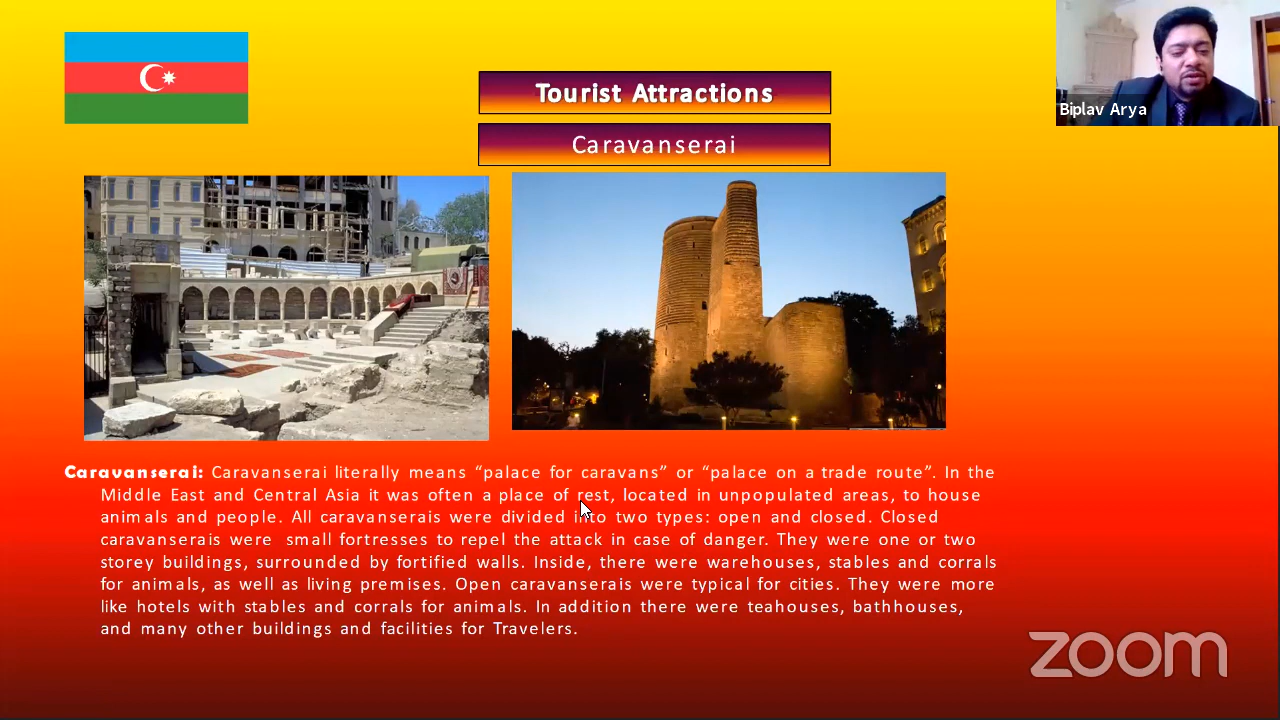 Tourist Attractions
Biplav Arya
Caravanserai
Caravanserai: Caravanserai literally means “palace for caravans” or “palace on a trade route”. In the
Middle East and Central Asia it was often a place of rest, located in unpopulated areas, to house
animals and people. All caravanserais were divided into two types: open and closed. Closed
caravanserais were small fortresses to repel the attack in case of danger. They were one or two
storey buildings, surrounded by fortified walls. Inside, there were warehouses, stables and corrals
for animals, as well as living premises. Open caravanserais were typical for cities. They were more
like hotels with stables and corrals for animals. In addition there were teahouses, bathhouses,
and many other buildings and facilities for Travelers.
zoom